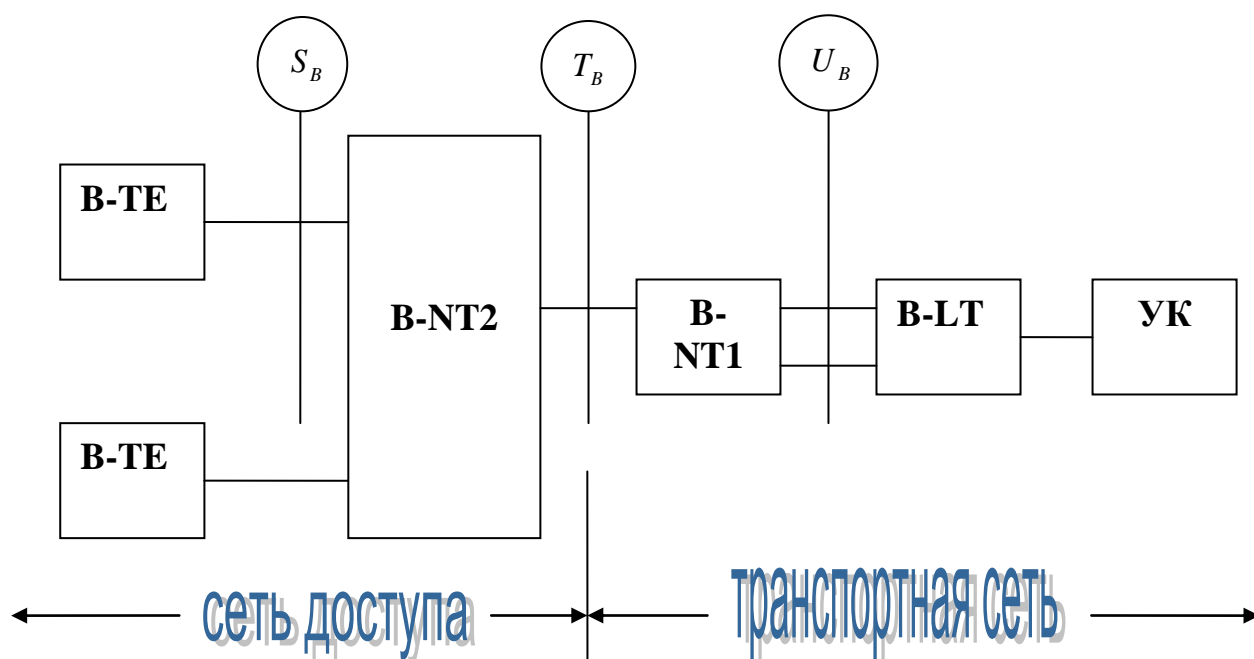 S_B
T_B
U_B
B-TE
B-NT2
B-
NT1
B-LT
УК
B-TE
сеть доступа
транспортная сеть